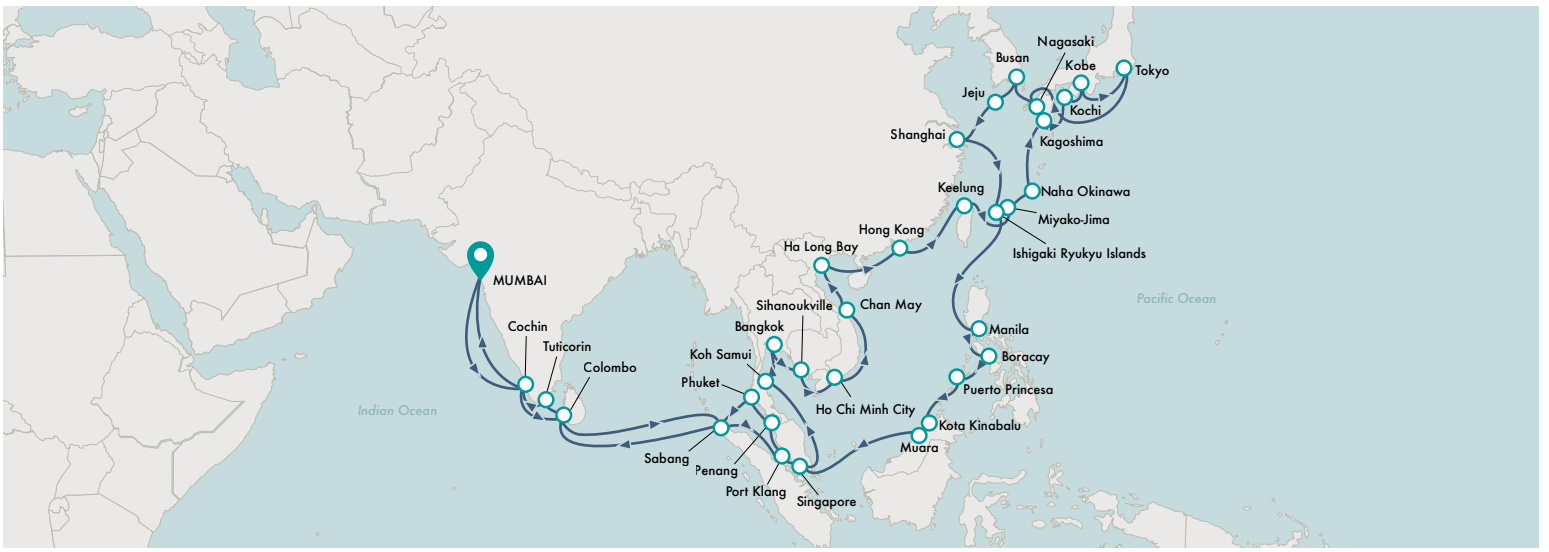 Nagasaki
Busan
Kobe
Tokyo
Jeju
Kochi
Shanghai
Kagoshima
Keelung
Naha Okinawa
Miyako-Jima
Hong Kong
Ha Long Bay
Ishigaki Ryukyu Islands
MUMBAI
Pacific Ocean
Sihanoukville
Chan May
Cochin
Bangkok
Manila
Tuticorin
Koh Samui
Boracay
Colombo
Phuket
Puerto Princesa
Indian Ocean
Ho Chi Minh City
Kota Kinabalu
Muara
Sabang
Penang
Port Klang
Singapore